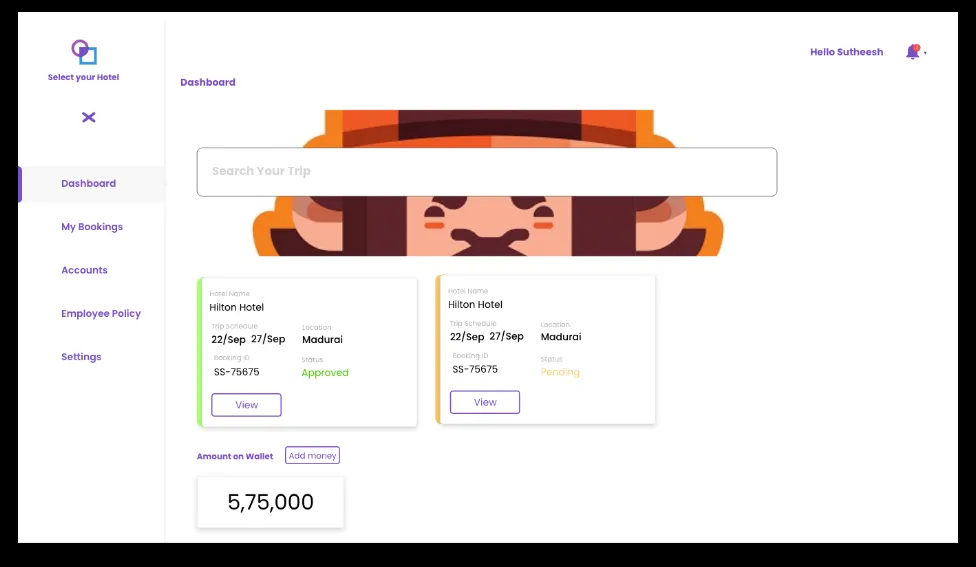 Select your Hotel
Hello Sutheesh
Dashboard
Search Your Trip
Dashboard
My Bookings
Accounts
Employee Policy
Settings
Hotel Name
Hilton Hotel
Trip Schedule Location
22/Sep 27/Sep Madurai
Booking ID Status
SS-75675 Approved
View
Hotel Name
Hilton Hotel
Trip Schedule Location
22/Sep 27/Sep Madurai
Booking ID Status
SS-75675 Pending
View
Amount on Wallet Add money
5,75,000